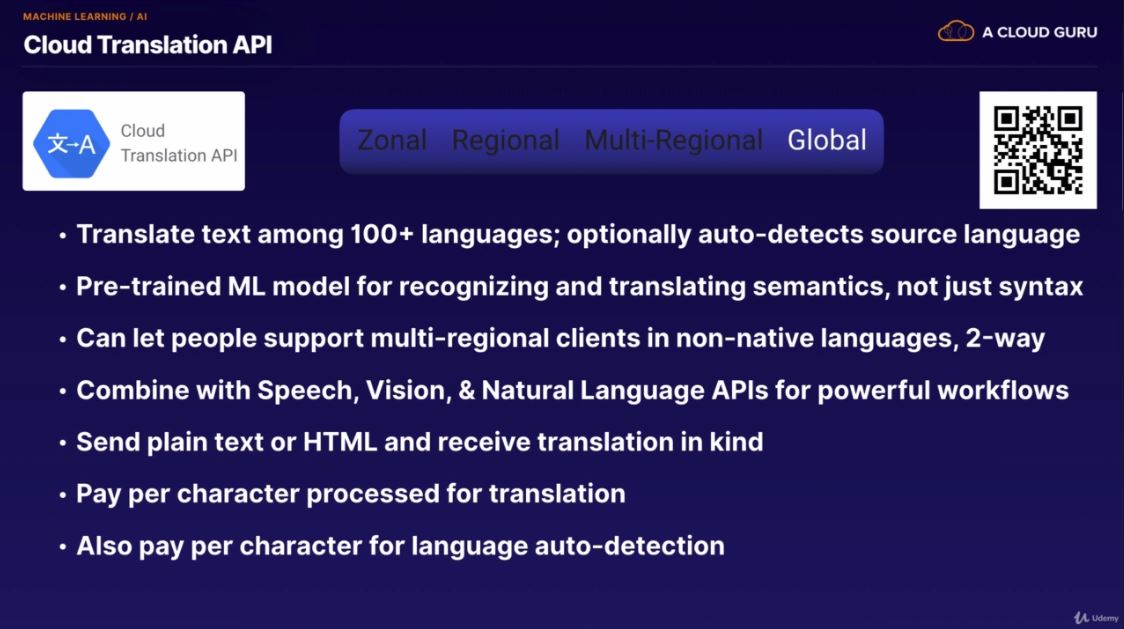 MACHINE LEARNING / AI
Cloud Translation API
A CLOUD GURU
文→A
Cloud
Translation API
Zonal Regional Multi-Regional Global
• Translate text among 100+ languages; optionally auto-detects source language
• Pre-trained ML model for recognizing and translating semantics, not just syntax
• Can let people support multi-regional clients in non-native languages, 2-way
• Combine with Speech, Vision, & Natural Language APIs for powerful workflows
• Send plain text or HTML and receive translation in kind
• Pay per character processed for translation
• Also pay per character for language auto-detection
Udemy